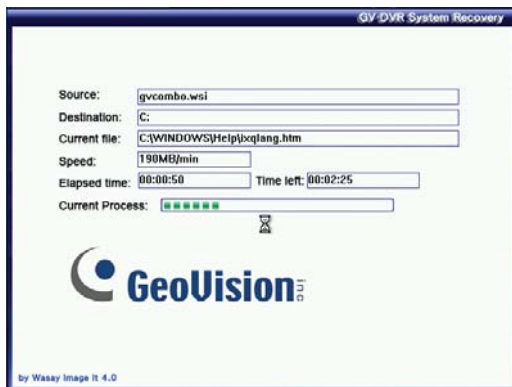 GV-DVR System Recovery
Source: gvcombo.wsi
Destination: C:
Current file: C:\WINDOWS\Help\ixqlang.htm
Speed: 190MB/min
Elapsed time: 00:00:50 Time left: 00:02:25
Current Process:
GeoVision inc
by Wasay Image It 4.0